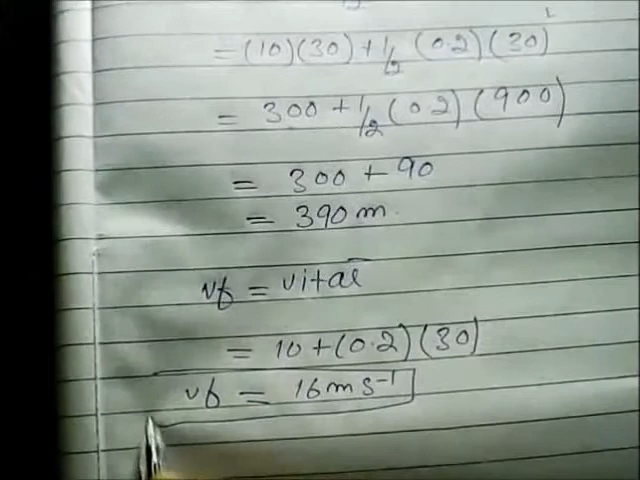 = (10)(30) + 1/2 (0.2)(30)²
= 300 + 1/2 (0.2)(900)
= 300 + 90
= 390 m.
vf = vi + at
= 10 + (0.2)(30)
vf = 16 m s⁻¹